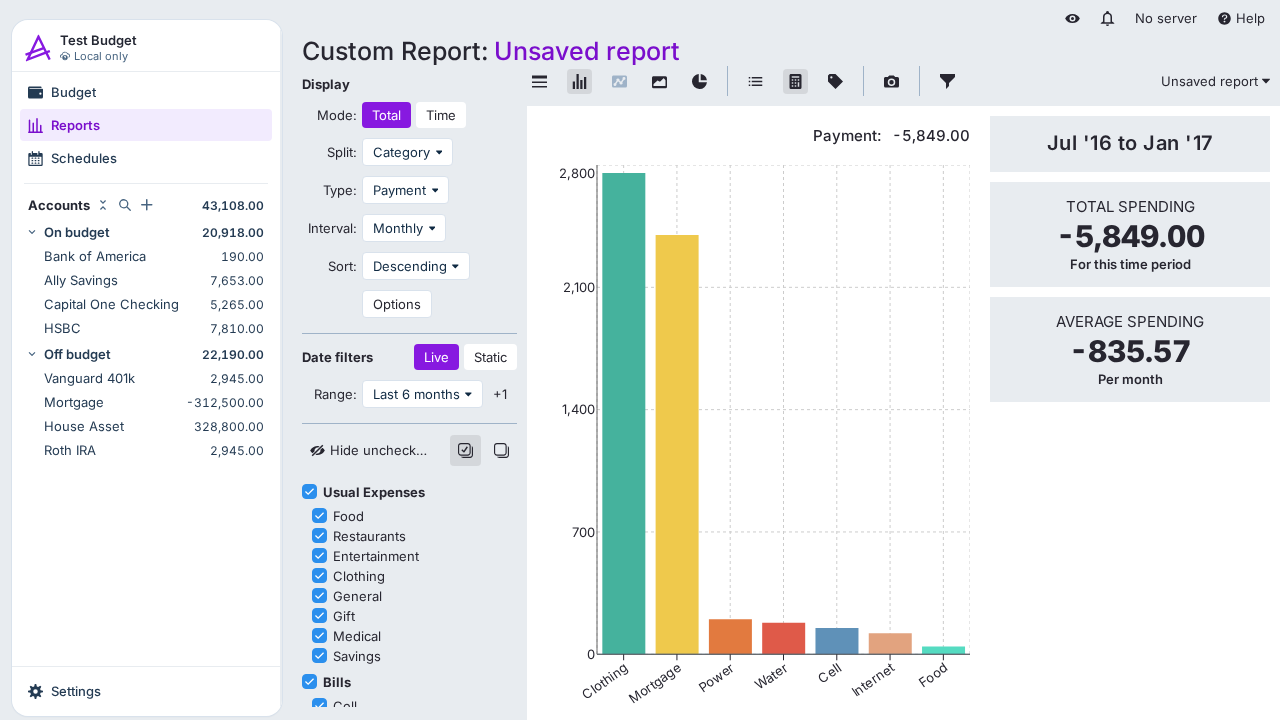 Test Budget
Local only
Budget
Reports
Schedules
Accounts 43,108.00
On budget 20,918.00
Bank of America 190.00
Ally Savings 7,653.00
Capital One Checking 5,265.00
HSBC 7,810.00
Off budget 22,190.00
Vanguard 401k 2,945.00
Mortgage -312,500.00
House Asset 328,800.00
Roth IRA 2,945.00
Settings
No server
Help
Custom Report: Unsaved report
Display
Mode: Total Time
Split: Category
Type: Payment
Interval: Monthly
Sort: Descending
Options
Date filters Live Static
Range: Last 6 months +1
Hide uncheck...
Usual Expenses
Food
Restaurants
Entertainment
Clothing
General
Gift
Medical
Savings
Bills
Cell
Unsaved report
Payment: -5,849.00
2,800
2,100
1,400
700
0
Clothing
Mortgage
Power
Water
Cell
Internet
Food
Jul '16 to Jan '17
TOTAL SPENDING
-5,849.00
For this time period
AVERAGE SPENDING
-835.57
Per month